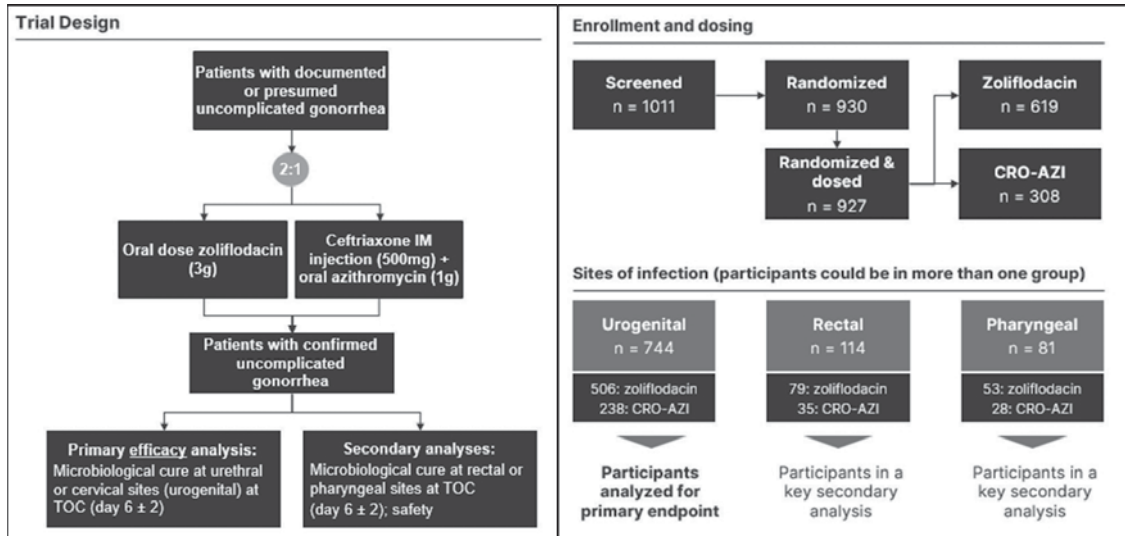 Trial Design
Patients with documented
or presumed
uncomplicated gonorrhea
2:1
Oral dose zoliflodacin
(3g)
Ceftriaxone IM
injection (500mg) +
oral azithromycin (1g)
Patients with confirmed
uncomplicated
gonorrhea
Primary efficacy analysis:
Microbiological cure at urethral
or cervical sites (urogenital) at
TOC (day 6 ± 2)
Secondary analyses:
Microbiological cure at rectal or
pharyngeal sites at TOC
(day 6 ± 2); safety
Enrollment and dosing
Screened
n = 1011
Randomized
n = 930
Zoliflodacin
n = 619
Randomized &
dosed
n = 927
CRO-AZI
n = 308
Sites of infection (participants could be in more than one group)
Urogenital
n = 744
506: zoliflodacin
238: CRO-AZI
Participants
analyzed for
primary endpoint
Rectal
n = 114
79: zoliflodacin
35: CRO-AZI
Participants in a
key secondary
analysis
Pharyngeal
n = 81
53: zoliflodacin
28: CRO-AZI
Participants in a
key secondary
analysis